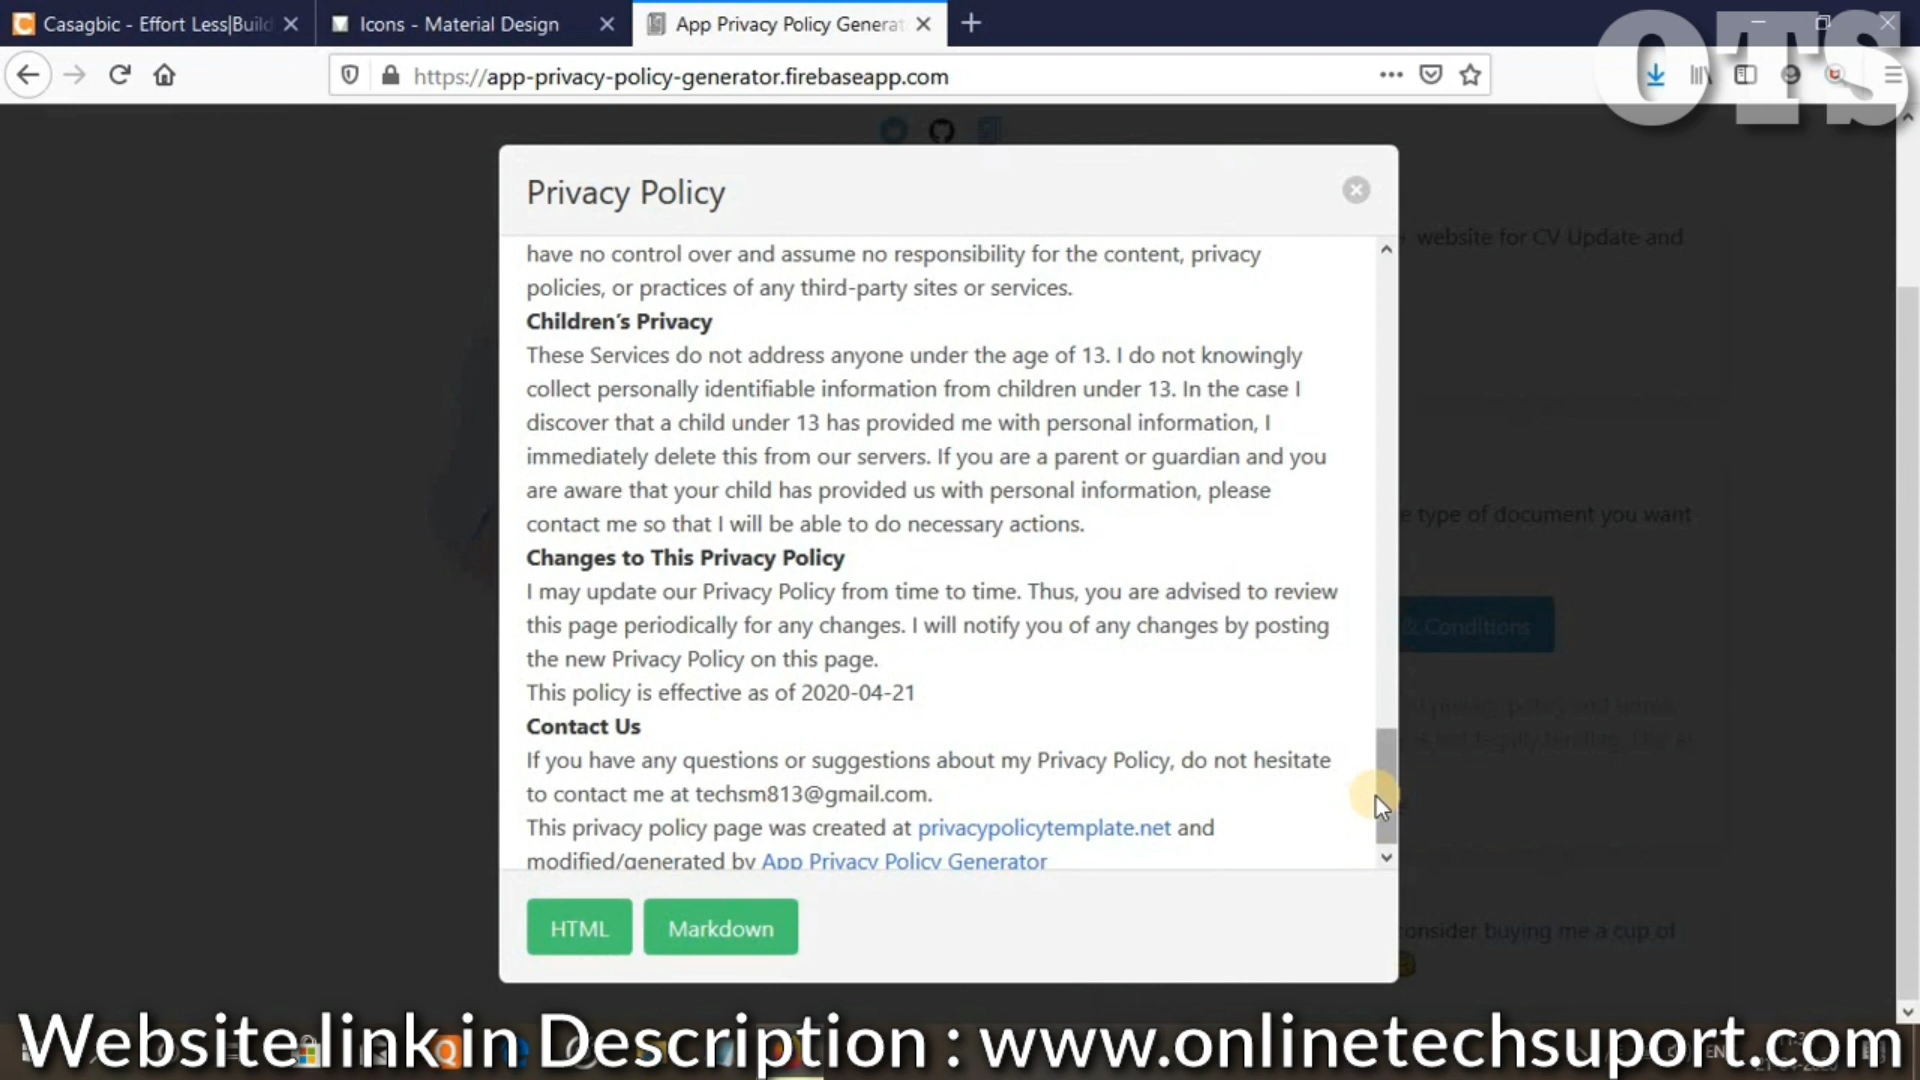 Casagbic - Effort Less|Build
Icons - Material Design
App Privacy Policy Generat
OTS
https://app-privacy-policy-generator.firebaseapp.com
Privacy Policy
website for CV Update and
have no control over and assume no responsibility for the content, privacy
policies, or practices of any third-party sites or services.
Children's Privacy
These Services do not address anyone under the age of 13. I do not knowingly
collect personally identifiable information from children under 13. In the case I
discover that a child under 13 has provided me with personal information, I
immediately delete this from our servers. If you are a parent or guardian and you
are aware that your child has provided us with personal information, please
contact me so that I will be able to do necessary actions.
e type of document you want
Changes to This Privacy Policy
I may update our Privacy Policy from time to time. Thus, you are advised to review
this page periodically for any changes. I will notify you of any changes by posting
the new Privacy Policy on this page.
& Conditions
This policy is effective as of 2020-04-21
Contact Us
If you have any questions or suggestions about my Privacy Policy, do not hesitate
to contact me at techsm813@gmail.com.
This privacy policy page was created at privacypolicytemplate.net and
modified/generated by App Privacy Policy Generator
HTML
Markdown
onsider buying me a cup of
Website link in Description : www.onlinetechsuport.com